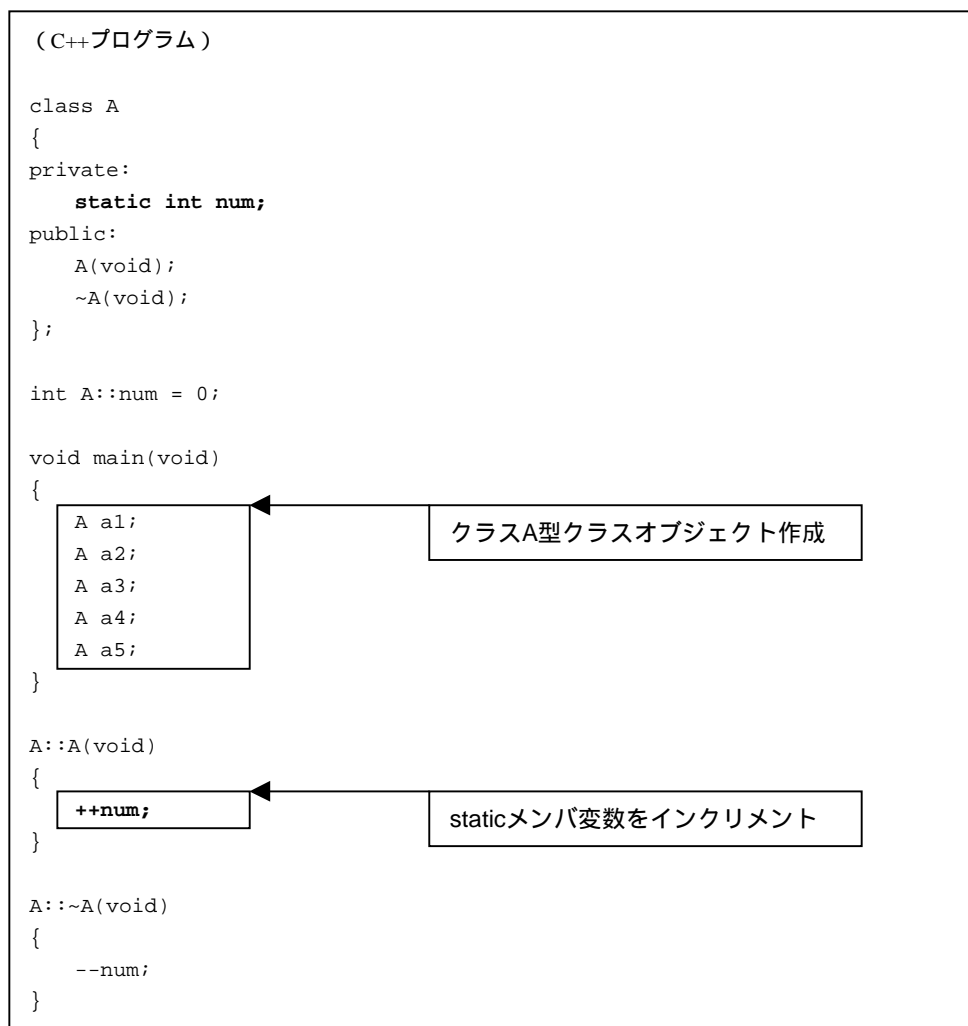 （C++プログラム）
class A
{
private:
static int num;
public:
A(void);
~A(void);
};
int A::num = 0;
void main(void)
{
A a1;
クラスA型クラスオブジェクト作成
A a2;
A a3;
A a4;
A a5;
}
A::A(void)
{
++num;
staticメンバ変数をインクリメント
}
A::~A(void)
{
--num;
}